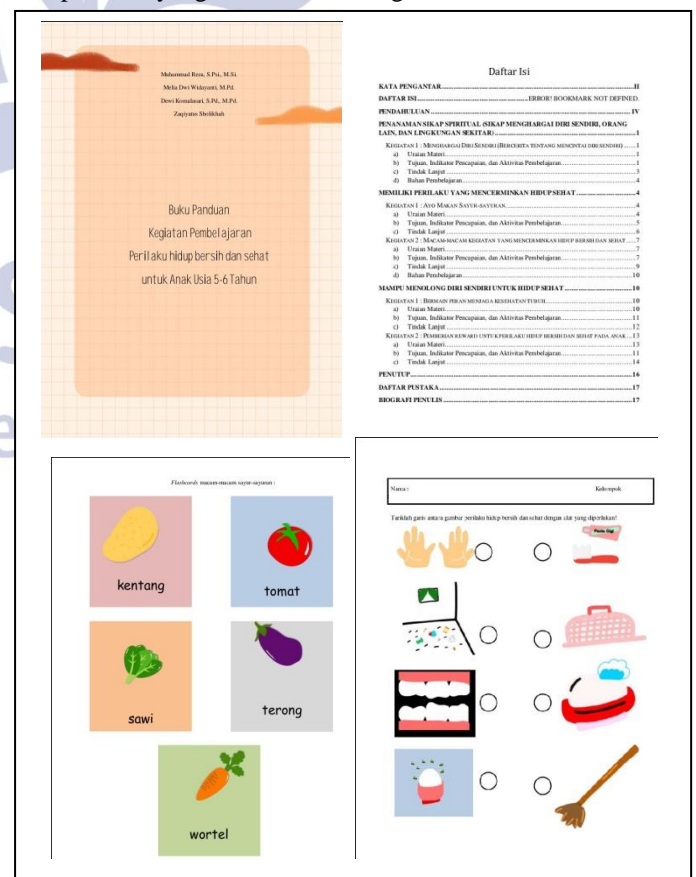 Muhammad Reza, S.Psi., M.Si.
Melia Dwi Widayanti, M.Pd.
Dewi Komalasari, S.Pd., M.Pd.
Zaqiyatus Sholikhah
Buku Panduan
Kegiatan Pembelajaran
Perilaku hidup bersih dan sehat
untuk Anak Usia 5-6 Tahun
Daftar Isi
KATA PENGANTAR II
DAFTAR ISI ERROR! BOOKMARK NOT DEFINED.
PENDAHULUAN IV
PENANAMAN SIKAP SPIRITUAL (SIKAP MENGHARGAI DIRI SENDIRI, ORANG
LAIN, DAN LINGKUNGAN SEKITAR) 1
KEGIATAN 1 : MENGHARGAI DIRI SENDIRI (BERCERITA TENTANG MENCINTAI DIRI SENDIRI) 1
a) Uraian Materi 1
b) Tujuan, Indikator Pencapaian, dan Aktivitas Pembelajaran 1
c) Tindak Lanjut 3
d) Bahan Pembelajaran 4
MEMILIKI PERILAKU YANG MENCERMINKAN HIDUP SEHAT 4
KEGIATAN 1 : AYO MAKAN SAYUR-SAYURAN 4
a) Uraian Materi 4
b) Tujuan, Indikator Pencapaian, dan Aktivitas Pembelajaran 5
c) Tindak Lanjut 6
KEGIATAN 2 : MACAM-MACAM KEGIATAN YANG MENCERMINKAN HIDUP BERSIH DAN SEHAT 7
a) Uraian Materi 7
b) Tujuan, Indikator Pencapaian, dan Aktivitas Pembelajaran 7
c) Tindak Lanjut 9
d) Bahan Pembelajaran 10
MAMPU MENOLONG DIRI SENDIRI UNTUK HIDUP SEHAT 10
KEGIATAN 1 : BERMAIN PERAN MENJAGA KESEHATAN TUBUH 10
a) Uraian Materi 10
b) Tujuan, Indikator Pencapaian, dan Aktivitas Pembelajaran 11
c) Tindak Lanjut 12
KEGIATAN 2 : PEMBERIAN REWARD UNTUK PERILAKU HIDUP BERSIH DAN SEHAT PADA ANAK 13
a) Uraian Materi 13
b) Tujuan, Indikator Pencapaian, dan Aktivitas Pembelajaran 11
c) Tindak Lanjut 14
PENUTUP 16
DAFTAR PUSTAKA 17
BIOGRAFI PENULIS 17
Flashcards macam-macam sayur-sayuran :
kentang
tomat
sawi
terong
wortel
Nama :
Kelompok
Tariklah garis antara gambar perilaku hidup bersih dan sehat dengan alat yang diperlukan!
Pasta Gigi